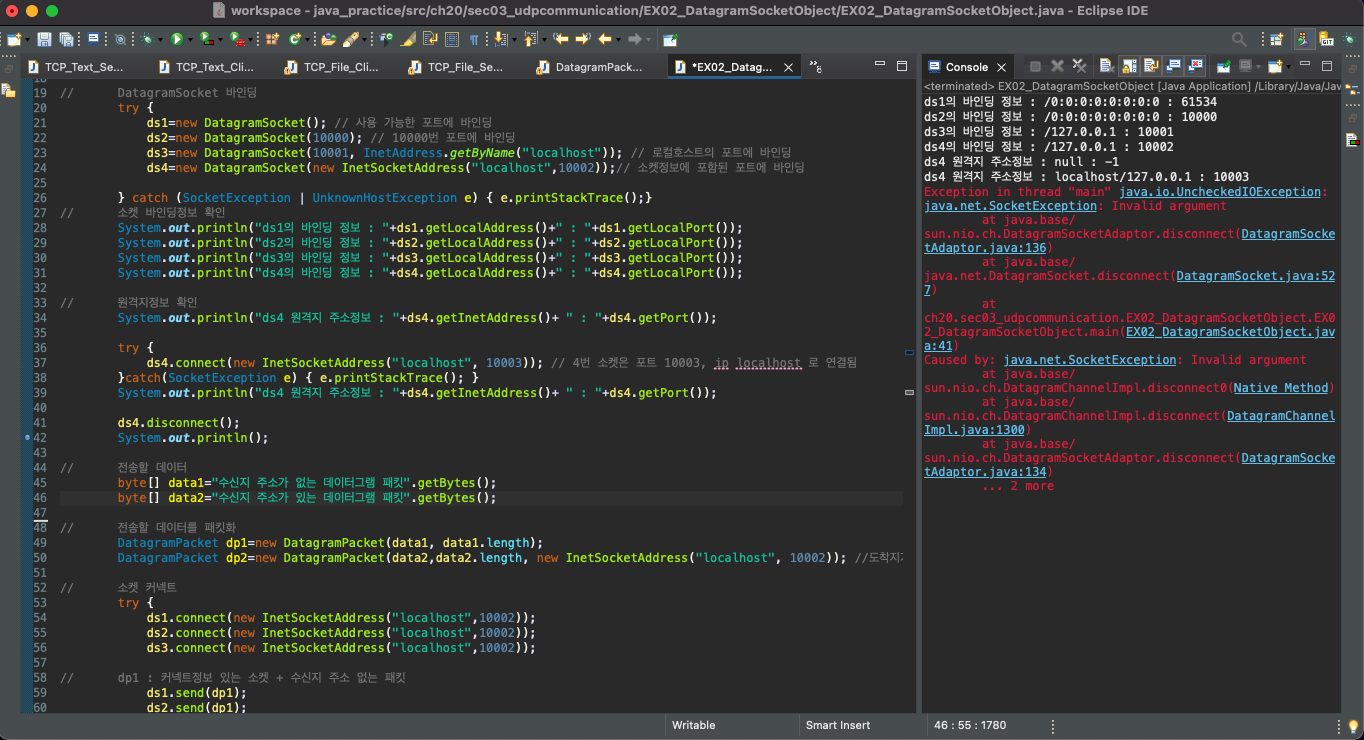 workspace - java_practice/src/ch20/sec03_udpcommunication/EX02_DatagramSocketObject/EX02_DatagramSocketObject.java - Eclipse IDE
TCP_Text_Se... TCP_Text_Cli... TCP_File_Cli... TCP_File_Se... DatagramPack... *EX02_Datag... »8
19 // DatagramSocket 바인딩
20 try {
21 ds1=new DatagramSocket(); // 사용 가능한 포트에 바인딩
22 ds2=new DatagramSocket(10000); // 10000번 포트에 바인딩
23 ds3=new DatagramSocket(10001, InetAddress.getByName("localhost")); // 로컬호스트의 포트에 바인딩
24 ds4=new DatagramSocket(new InetSocketAddress("localhost",10002));// 소켓정보에 포함된 포트에 바인딩
25
26 } catch (SocketException | UnknownHostException e) { e.printStackTrace();}
27 // 소켓 바인딩정보 확인
28 System.out.println("ds1의 바인딩 정보 : "+ds1.getLocalAddress()+" : "+ds1.getLocalPort());
29 System.out.println("ds2의 바인딩 정보 : "+ds2.getLocalAddress()+" : "+ds2.getLocalPort());
30 System.out.println("ds3의 바인딩 정보 : "+ds3.getLocalAddress()+" : "+ds3.getLocalPort());
31 System.out.println("ds4의 바인딩 정보 : "+ds4.getLocalAddress()+" : "+ds4.getLocalPort());
32
33 // 원격지정보 확인
34 System.out.println("ds4 원격지 주소정보 : "+ds4.getInetAddress()+ " : "+ds4.getPort());
35
36 try {
37 ds4.connect(new InetSocketAddress("localhost", 10003)); // 4번 소켓은 포트 10003, ip localhost 로 연결됨
38 }catch(SocketException e) { e.printStackTrace(); }
39 System.out.println("ds4 원격지 주소정보 : "+ds4.getInetAddress()+ " : "+ds4.getPort());
40
41 ds4.disconnect();
42 System.out.println();
43
44 // 전송할 데이터
45 byte[] data1="수신지 주소가 없는 데이터그램 패킷".getBytes();
46 byte[] data2="수신지 주소가 있는 데이터그램 패킷".getBytes();
47
48 // 전송할 데이터를 패킷화
49 DatagramPacket dp1=new DatagramPacket(data1, data1.length);
50 DatagramPacket dp2=new DatagramPacket(data2,data2.length, new InetSocketAddress("localhost", 10002)); //도착지
51
52 // 소켓 커넥트
53 try {
54 ds1.connect(new InetSocketAddress("localhost",10002));
55 ds2.connect(new InetSocketAddress("localhost",10002));
56 ds3.connect(new InetSocketAddress("localhost",10002));
57
58 // dp1 : 커넥트정보 있는 소켓 + 수신지 주소 없는 패킷
59 ds1.send(dp1);
60 ds2.send(dp1);
Console
<terminated> EX02_DatagramSocketObject [Java Application] /Library/Java/Jav
ds1의 바인딩 정보 : /0:0:0:0:0:0:0:0 : 61534
ds2의 바인딩 정보 : /0:0:0:0:0:0:0:0 : 10000
ds3의 바인딩 정보 : /127.0.0.1 : 10001
ds4의 바인딩 정보 : /127.0.0.1 : 10002
ds4 원격지 주소정보 : null : -1
ds4 원격지 주소정보 : localhost/127.0.0.1 : 10003
Exception in thread "main" java.io.UncheckedIOException:
java.net.SocketException: Invalid argument
at java.base/
sun.nio.ch.DatagramSocketAdaptor.disconnect(DatagramSocke
tAdaptor.java:136)
at java.base/
java.net.DatagramSocket.disconnect(DatagramSocket.java:52
7)
at
ch20.sec03_udpcommunication.EX02_DatagramSocketObject.EX0
2_DatagramSocketObject.main(EX02_DatagramSocketObject.jav
a:41)
Caused by: java.net.SocketException: Invalid argument
at java.base/
sun.nio.ch.DatagramChannelImpl.disconnect0(Native Method)
at java.base/
sun.nio.ch.DatagramChannelImpl.disconnect(DatagramChannel
Impl.java:1300)
at java.base/
sun.nio.ch.DatagramSocketAdaptor.disconnect(DatagramSocke
tAdaptor.java:134)
... 2 more
Writable Smart Insert 46 : 55 : 1780